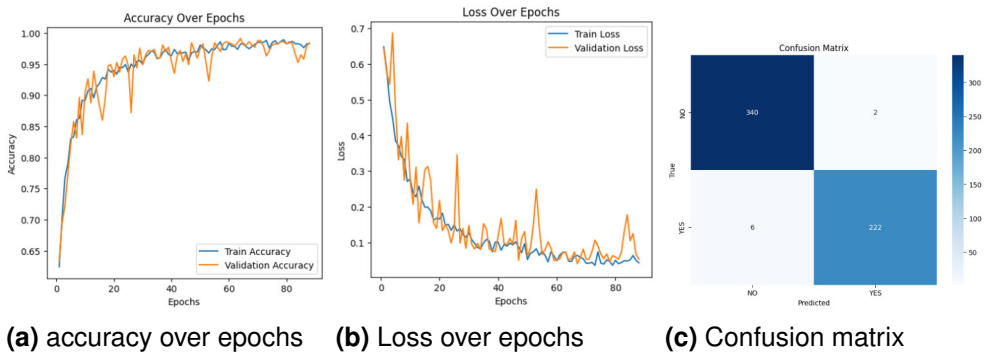 Accuracy Over Epochs
1.00
0.95
0.90
0.85
0.80
0.75
0.70
0.65
Accuracy
0
20
40
60
80
Epochs
Train Accuracy
Validation Accuracy
Loss Over Epochs
0.7
0.6
0.5
0.4
0.3
0.2
0.1
Loss
0
20
40
60
80
Epochs
Train Loss
Validation Loss
Confusion Matrix
NO
YES
True
340
2
6
222
NO
YES
Predicted
300
250
200
150
100
50
(a) accuracy over epochs
(b) Loss over epochs
(c) Confusion matrix